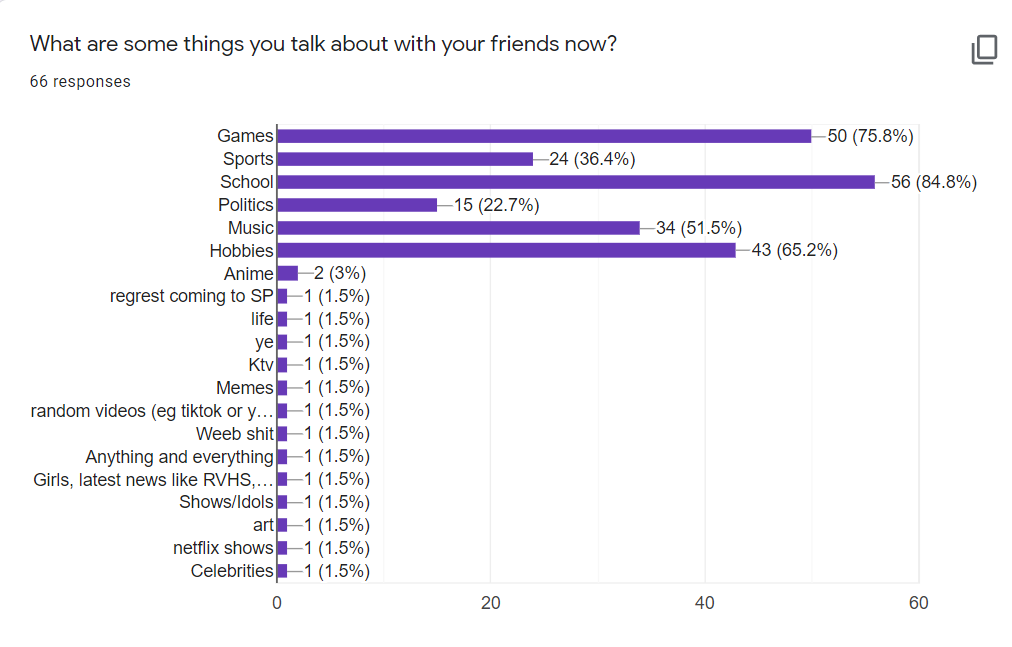 What are some things you talk about with your friends now?
66 responses
Games 50 (75.8%)
Sports 24 (36.4%)
School 56 (84.8%)
Politics 15 (22.7%)
Music 34 (51.5%)
Hobbies 43 (65.2%)
Anime 2 (3%)
regrest coming to SP 1 (1.5%)
life 1 (1.5%)
ye 1 (1.5%)
Ktv 1 (1.5%)
Memes 1 (1.5%)
random videos (eg tiktok or y… 1 (1.5%)
Weeb shit 1 (1.5%)
Anything and everything 1 (1.5%)
Girls, latest news like RVHS,… 1 (1.5%)
Shows/Idols 1 (1.5%)
art 1 (1.5%)
netflix shows 1 (1.5%)
Celebrities 1 (1.5%)
0 20 40 60